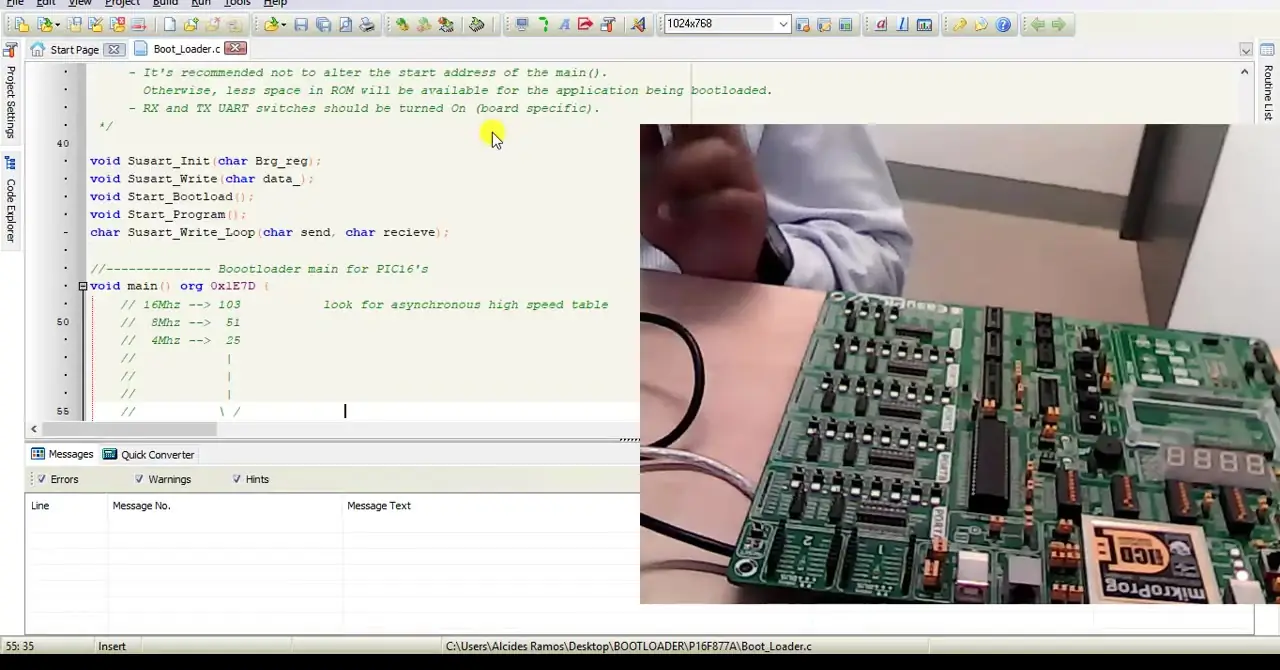 File Edit View Project Build Run Tools Help
1024x768
Start Page Boot_Loader.c
Project Settings
Code Explorer
Routine List
- It's recommended not to alter the start address of the main().
Otherwise, less space in ROM will be available for the application being bootloaded.
- RX and TX UART switches should be turned On (board specific).
*/
40
void Susart_Init(char Brg_reg);
void Susart_Write(char data_);
void Start_Bootload();
void Start_Program();
char Susart_Write_Loop(char send, char recieve);
//-------------- Boootloader main for PIC16's
void main() org 0x1E7D {
// 16Mhz --> 103 look for asynchronous high speed table
50 // 8Mhz --> 51
// 4Mhz --> 25
// |
// |
// |
55 // \ /
Messages Quick Converter
Errors Warnings Hints
Line Message No. Message Text
PORTB
PORTA
2 1
8888
ICD
mikroProg
55: 35 Insert C:\Users\Alcides Ramos\Desktop\BOOTLOADER\P16F877A\Boot_Loader.c